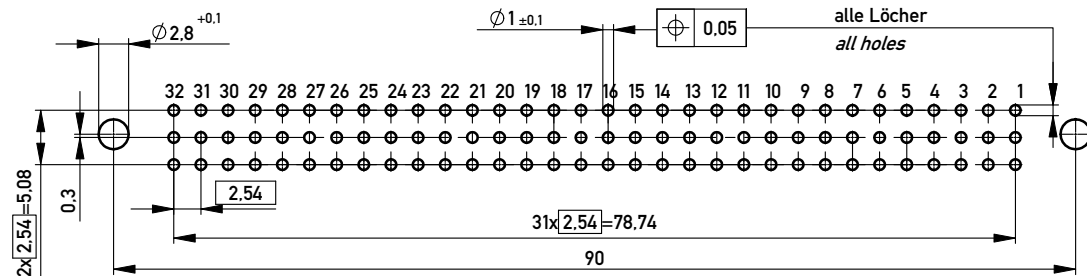 ⌀2,8 +0,1
⌀1 ±0,1
⌖ 0,05
alle Löcher
all holes
32 31 30 29 28 27 26 25 24 23 22 21 20 19 18 17 16 15 14 13 12 11 10 9 8 7 6 5 4 3 2 1
2x 2,54=5,08
0,3
2,54
31x 2,54=78,74
90